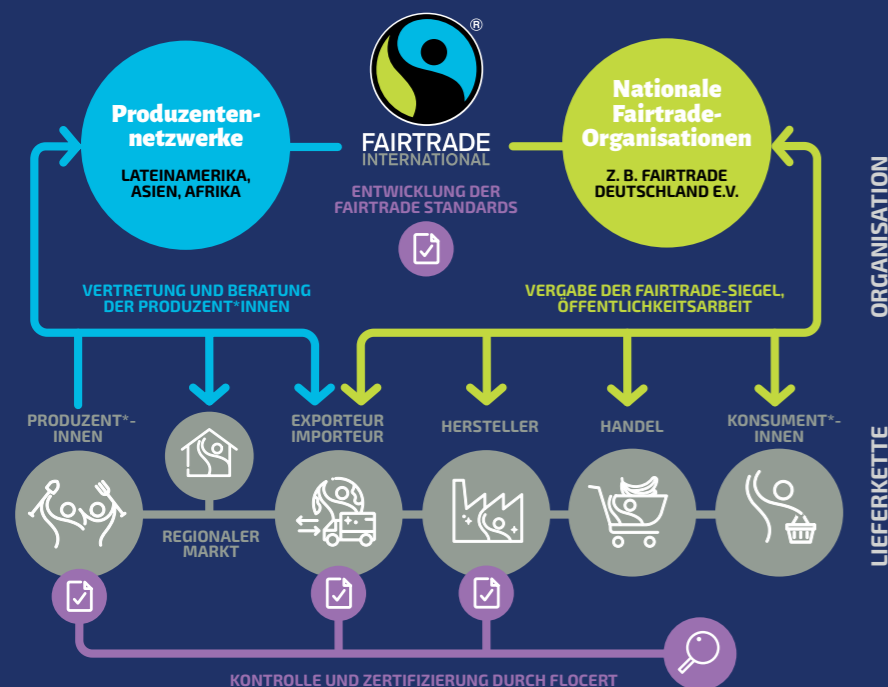 ®
Produzenten-
netzwerke
LATEINAMERIKA,
ASIEN, AFRIKA
FAIRTRADE
INTERNATIONAL
ENTWICKLUNG DER
FAIRTRADE STANDARDS
Nationale
Fairtrade-
Organisationen
Z. B. FAIRTRADE
DEUTSCHLAND E.V.
ORGANISATION
VERTRETUNG UND BERATUNG
DER PRODUZENT*INNEN
VERGABE DER FAIRTRADE-SIEGEL,
ÖFFENTLICHKEITSARBEIT
PRODUZENT*-
INNEN
REGIONALER
MARKT
EXPORTEUR
IMPORTEUR
HERSTELLER
HANDEL
KONSUMENT*-
INNEN
LIEFERKETTE
KONTROLLE UND ZERTIFIZIERUNG DURCH FLOCERT